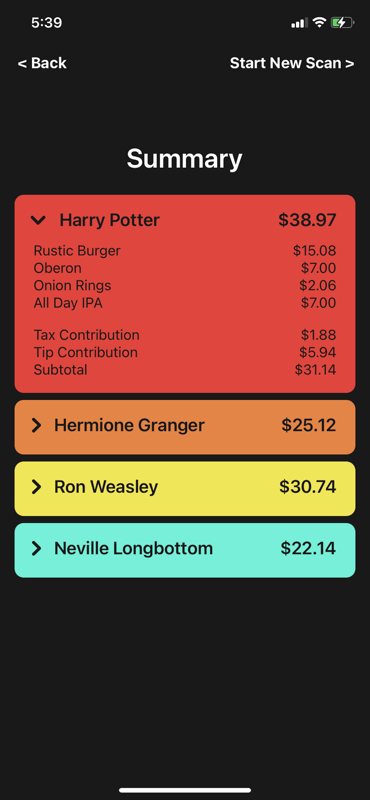 5:39
< Back Start New Scan >
Summary
Harry Potter $38.97
Rustic Burger $15.08
Oberon $7.00
Onion Rings $2.06
All Day IPA $7.00
Tax Contribution $1.88
Tip Contribution $5.94
Subtotal $31.14
Hermione Granger $25.12
Ron Weasley $30.74
Neville Longbottom $22.14